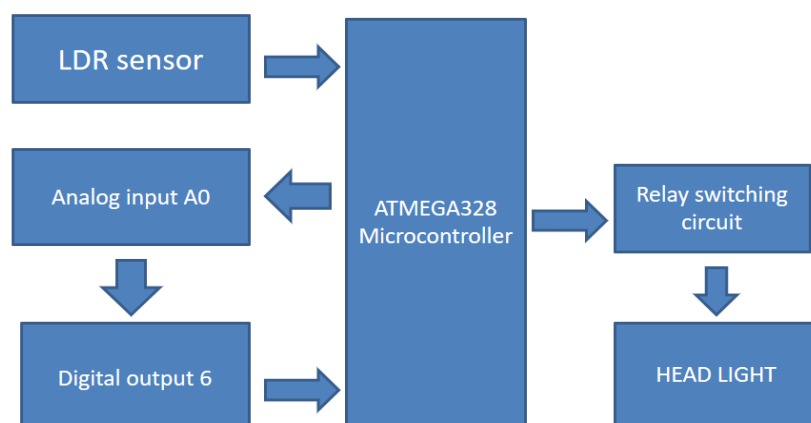 LDR sensor
Analog input A0
Digital output 6
ATMEGA328
Microcontroller
Relay switching
circuit
HEAD LIGHT